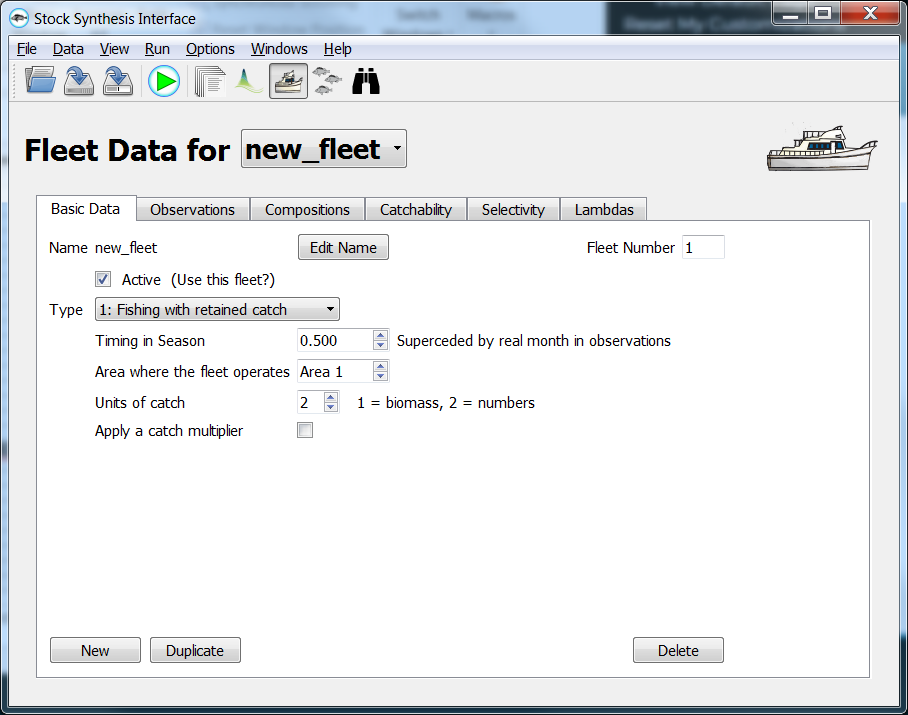 Stock Synthesis Interface
File Data View Run Options Windows Help
Fleet Data for new_fleet
Basic Data Observations Compositions Catchability Selectivity Lambdas
Name new_fleet Edit Name Fleet Number 1
Active (Use this fleet?)
Type 1: Fishing with retained catch
Timing in Season 0.500 Superceded by real month in observations
Area where the fleet operates Area 1
Units of catch 2 1 = biomass, 2 = numbers
Apply a catch multiplier
New Duplicate Delete